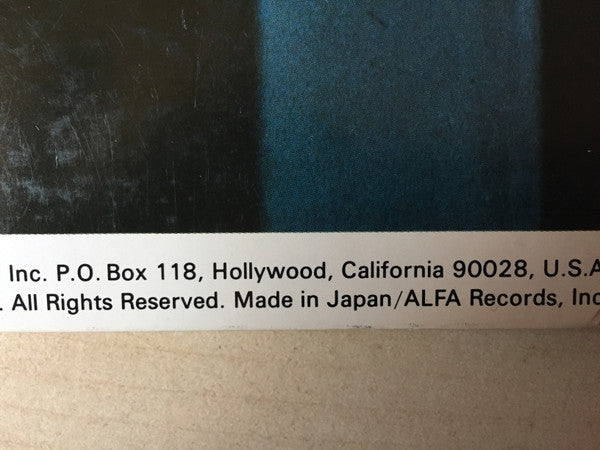 Inc. P.O. Box 118, Hollywood, California 90028, U.S.A
. All Rights Reserved. Made in Japan/ALFA Records, Inc